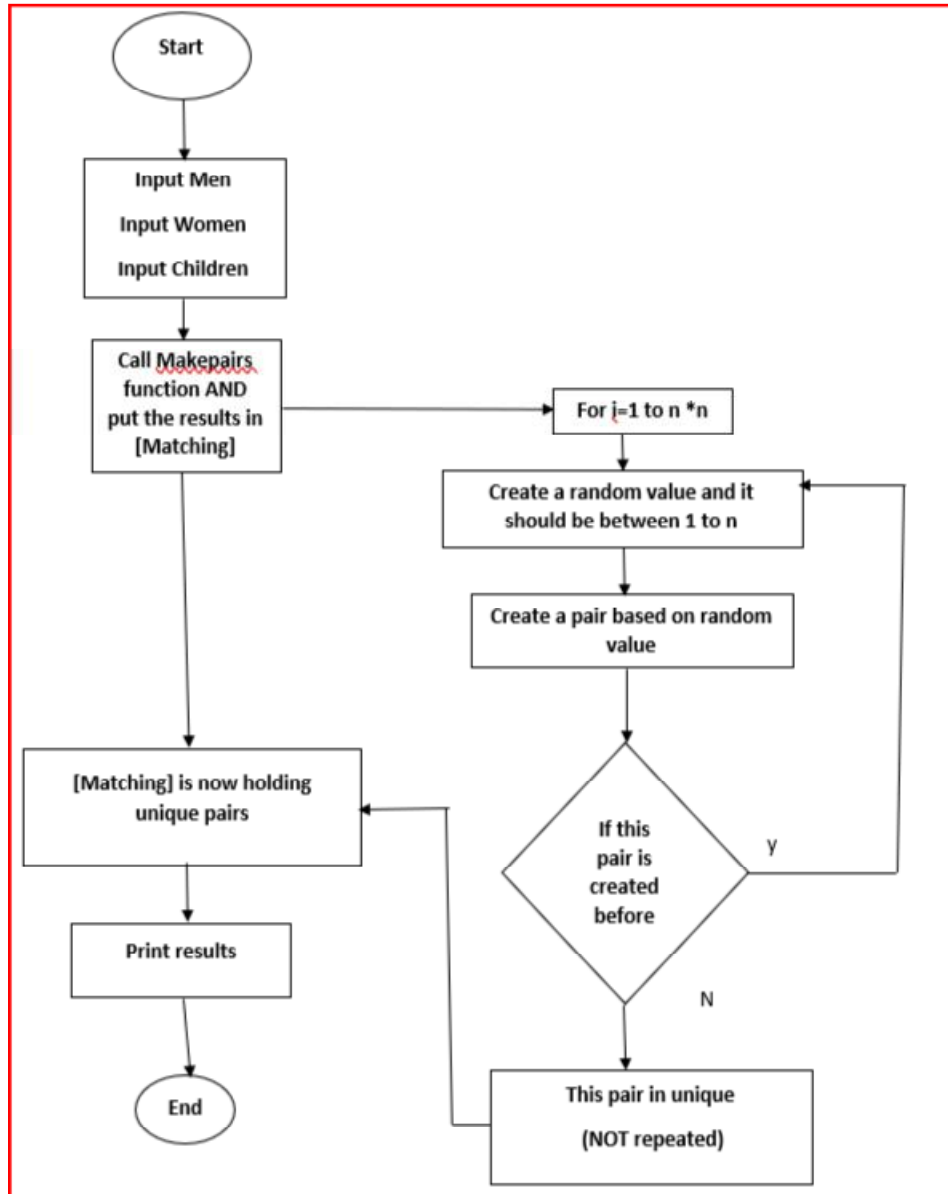 Start
Input Men
Input Women
Input Children
Call Makepairs
function AND
put the results in
[Matching]
For i=1 to n *n
Create a random value and it
should be between 1 to n
Create a pair based on random
value
If this
pair is
created
before
y
N
This pair in unique
(NOT repeated)
[Matching] is now holding
unique pairs
Print results
End